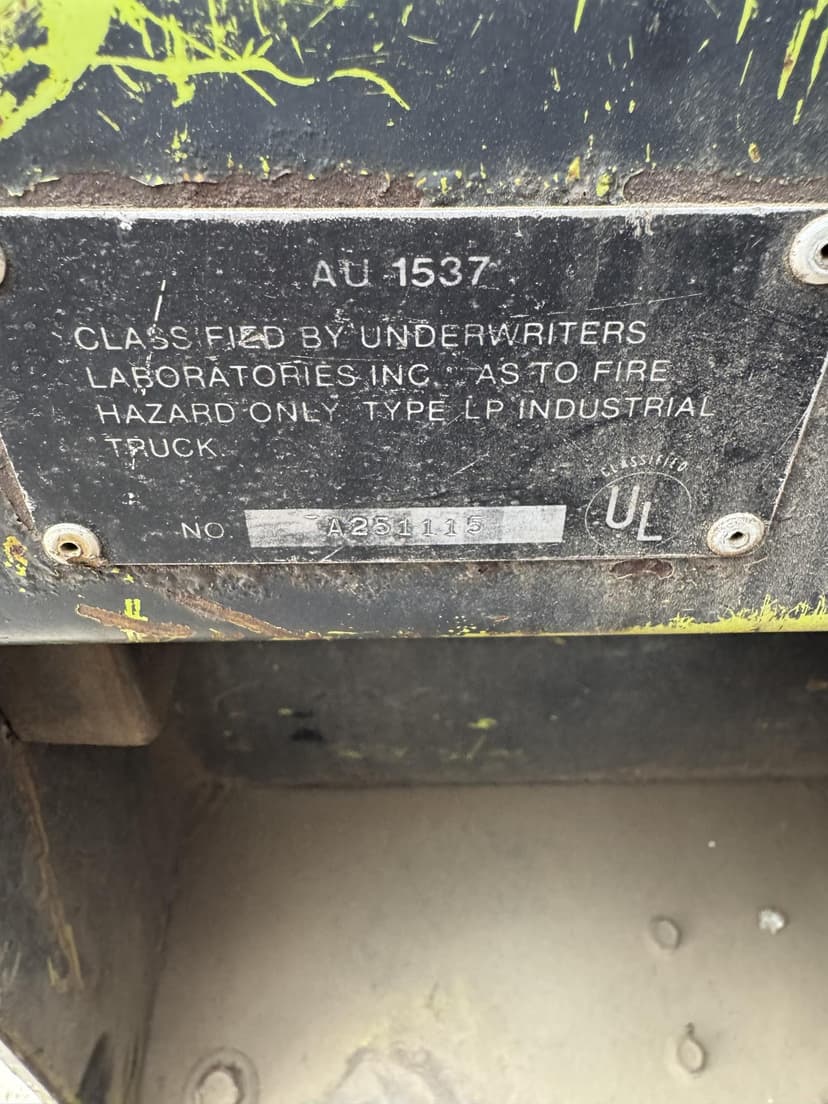 AU 1537
CLASSIFIED BY UNDERWRITERS
LABORATORIES INC. AS TO FIRE
HAZARD ONLY TYPE LP INDUSTRIAL
TRUCK.
NO A251115
CLASSIFIED
UL